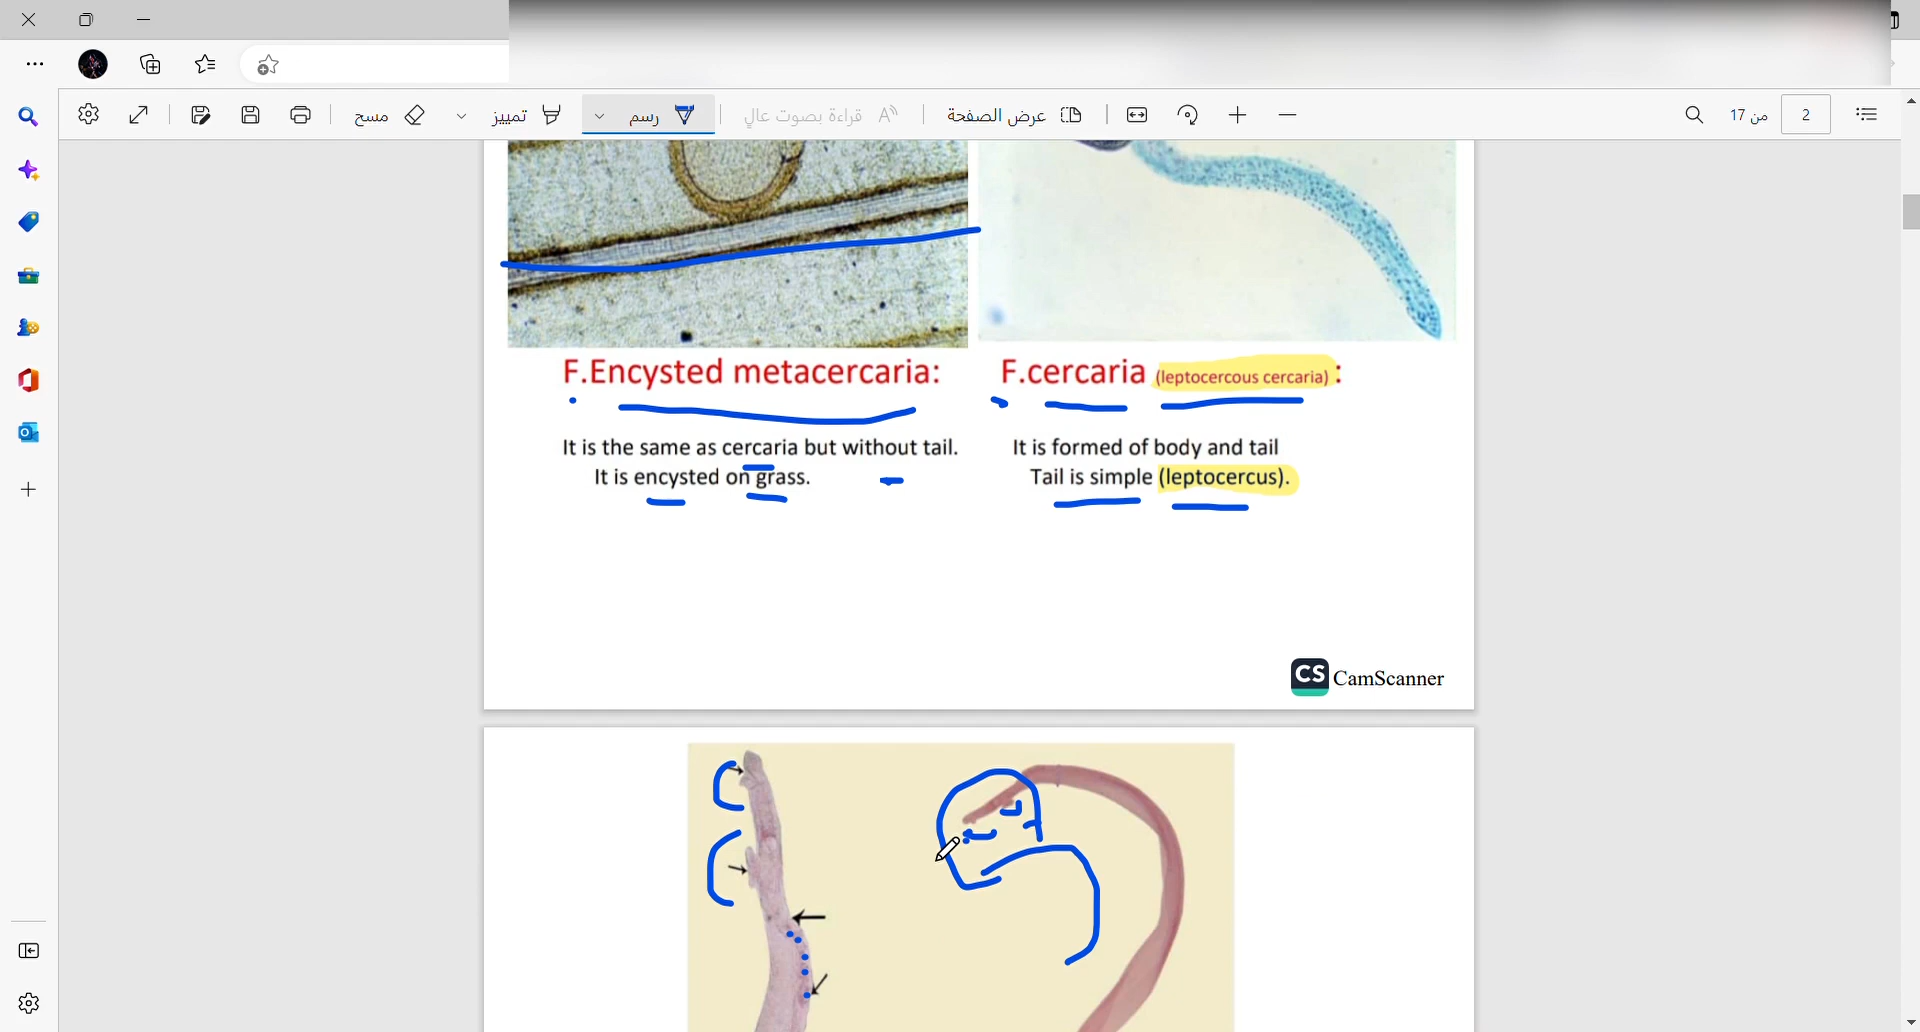 مسح
تمييز
رسم
قراءة بصوت عالٍ
عرض الصفحة
من 17
2
F.Encysted metacercaria:
It is the same as cercaria but without tail.
It is encysted on grass.
F.cercaria (leptocercous cercaria) :
It is formed of body and tail
Tail is simple (leptocercus).
CS CamScanner